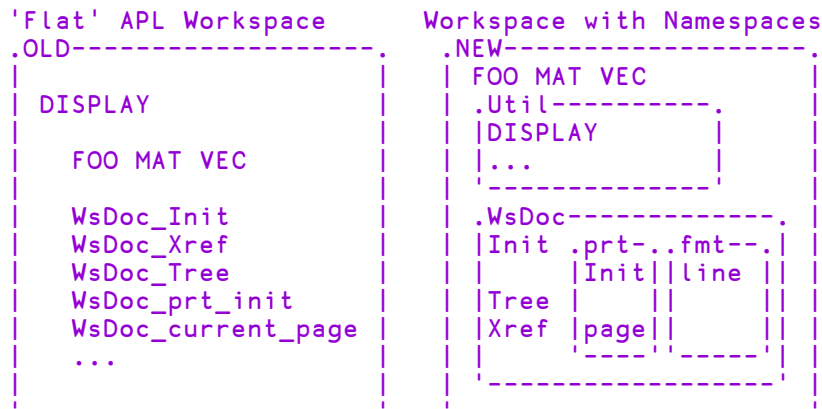 'Flat' APL Workspace      Workspace with Namespaces
.OLD------------------.   .NEW------------------.
|                     |   | FOO MAT VEC         |
| DISPLAY             |   | .Util----------.    |
|                     |   | |DISPLAY       |    |
|   FOO MAT VEC       |   | |...           |    |
|                     |   | '--------------'    |
|   WsDoc_Init        |   | .WsDoc-------------. |
|   WsDoc_Xref        |   | |Init .prt-..fmt--.| |
|   WsDoc_Tree        |   | |     |Init||line || |
|   WsDoc_prt_init    |   | |Tree |    ||     || |
|   WsDoc_current_page |   | |Xref |page||     || |
|   ...               |   | |     '----''-----'| |
|                     |   | '------------------' |
'                     '   '                     '